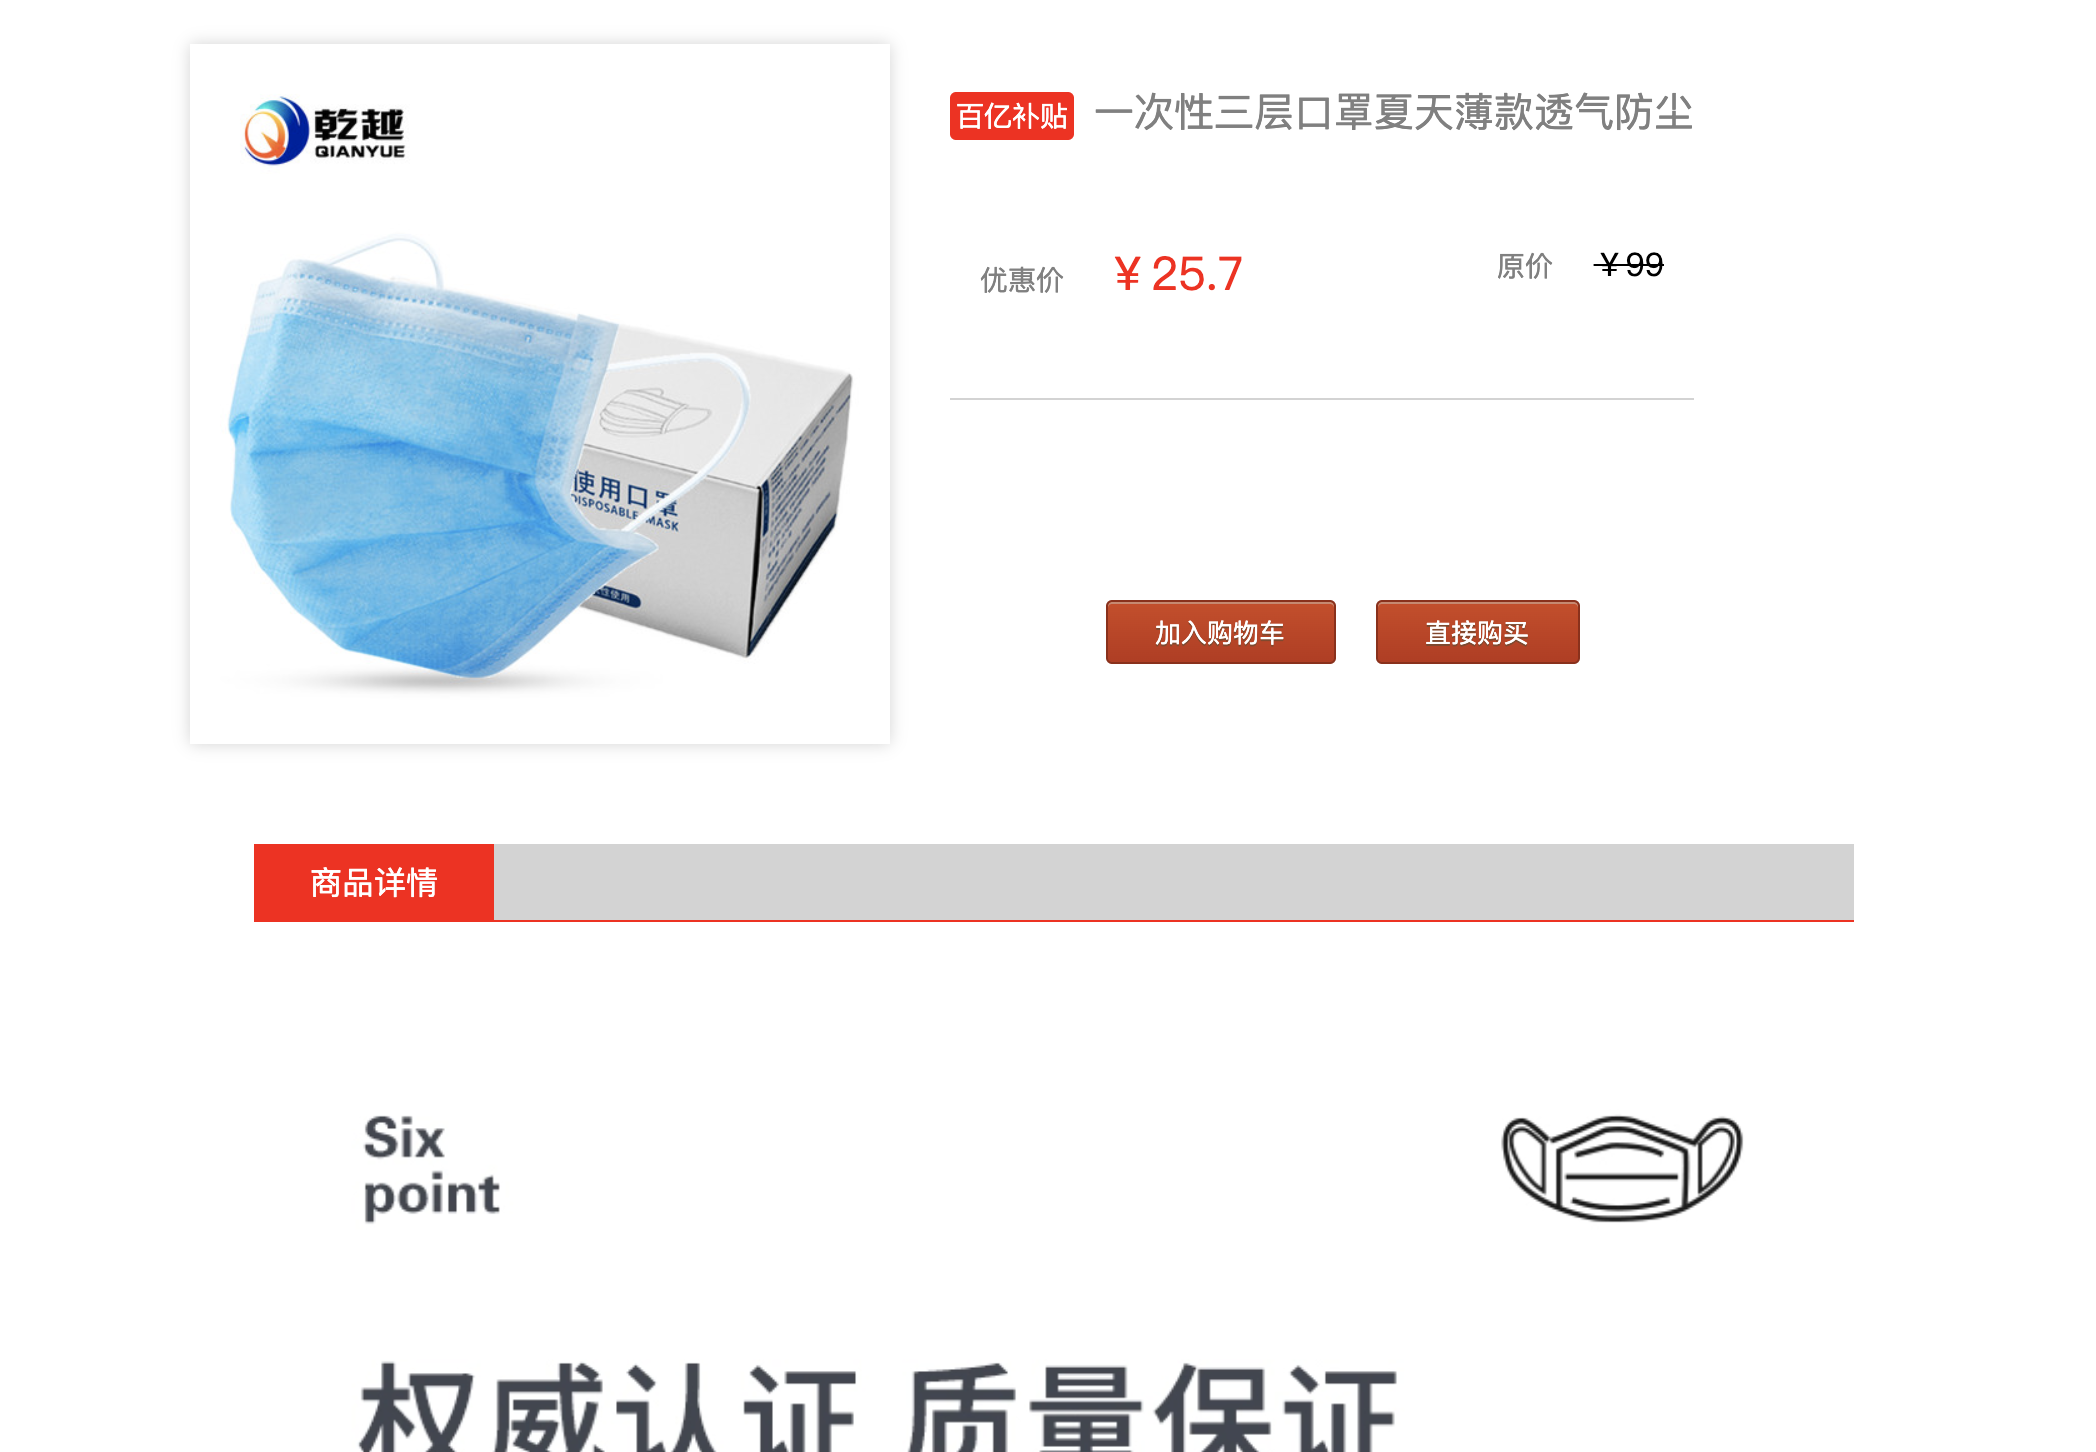 乾越
QIANYUE
百亿补贴 一次性三层口罩夏天薄款透气防尘
优惠价 ¥ 25.7 原价 ¥99
使用口罩
DISPOSABLE MASK
性使用
加入购物车 直接购买
商品详情
Six
point
权威认证 质量保证